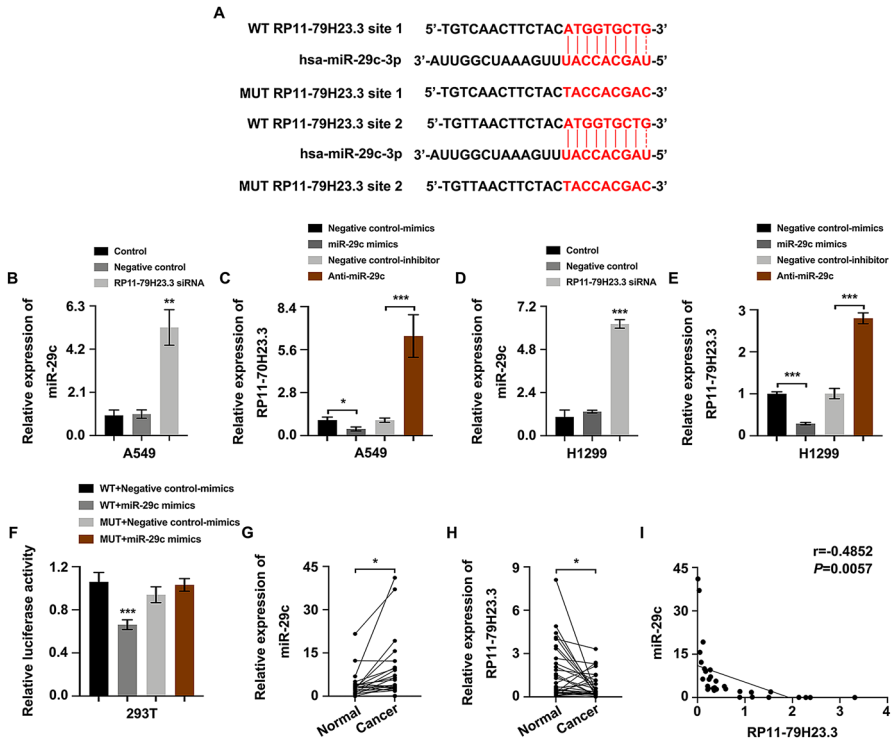 A
WT RP11-79H23.3 site 1 5'-TGTCAACTTCTACATGGTGCTG-3'
hsa-miR-29c-3p 3'-AUUGGCUAAAGUUUACCACGAU-5'
MUT RP11-79H23.3 site 1 5'-TGTCAACTTCTACTACCACGAC-3'
WT RP11-79H23.3 site 2 5'-TGTTAACTTCTACATGGTGCTG-3'
hsa-miR-29c-3p 3'-AUUGGCUAAAGUUUACCACGAU-5'
MUT RP11-79H23.3 site 2 5'-TGTTAACTTCTACTACCACGAC-3'
B
Control
Negative control
RP11-79H23.3 siRNA
Relative expression of
miR-29c
6.3
4.2
2.1
0.0
**
A549
C
Negative control-mimics
miR-29c mimics
Negative control-inhibitor
Anti-miR-29c
Relative expression of
RP11-70H23.3
8.4
5.6
2.8
0.0
*
***
A549
D
Control
Negative control
RP11-79H23.3 siRNA
Relative expression of
miR-29c
7.2
4.8
2.4
0.0
***
H1299
E
Negative control-mimics
miR-29c mimics
Negative control-inhibitor
Anti-miR-29c
Relative expression of
RP11-79H23.3
3
2
1
0
***
***
H1299
F
WT+Negative control-mimics
WT+miR-29c mimics
MUT+Negative control-mimics
MUT+miR-29c mimics
Relative luciferase activity
1.2
0.8
0.4
0.0
***
293T
G
Relative expression of
miR-29c
45
30
15
0
*
Normal
Cancer
H
Relative expression of
RP11-79H23.3
9
6
3
0
*
Normal
Cancer
I
r=-0.4852
P=0.0057
miR-29c
45
30
15
0
0 1 2 3 4
RP11-79H23.3